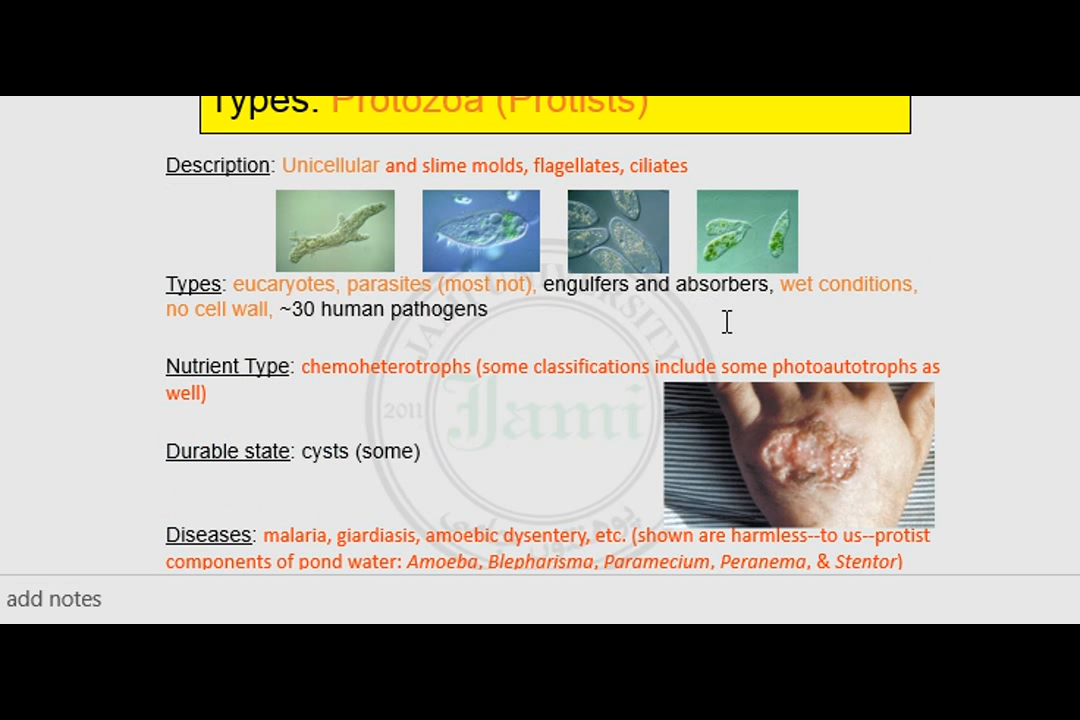 Types: Protozoa (Protists)
Description: Unicellular and slime molds, flagellates, ciliates
Types: eucaryotes, parasites (most not), engulfers and absorbers, wet conditions,
no cell wall, ~30 human pathogens
Nutrient Type: chemoheterotrophs (some classifications include some photoautotrophs as
well)
2011
Jami
Durable state: cysts (some)
Diseases: malaria, giardiasis, amoebic dysentery, etc. (shown are harmless--to us--protist
components of pond water: Amoeba, Blepharisma, Paramecium, Peranema, & Stentor)
add notes